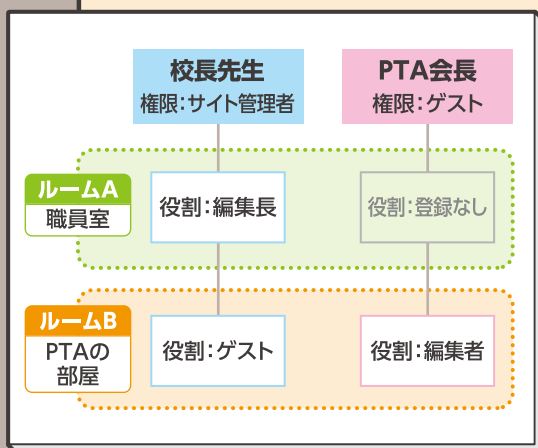 校長先生
権限:サイト管理者
PTA会長
権限:ゲスト
ルームA
職員室
役割:編集長
役割:登録なし
ルームB
PTAの
部屋
役割:ゲスト
役割:編集者